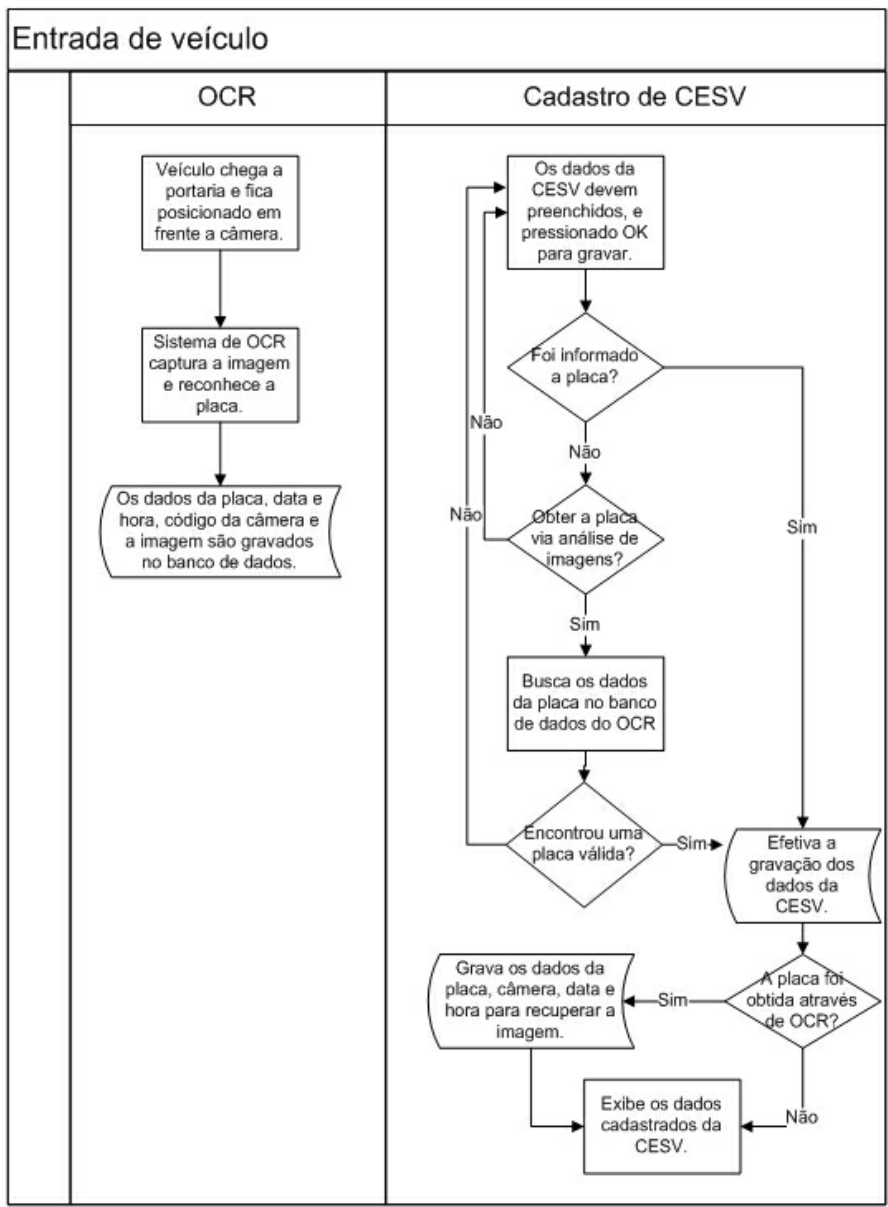 Entrada de veículo
OCR
Cadastro de CESV
Veículo chega a
portaria e fica
posicionado em
frente a câmera.
Sistema de OCR
captura a imagem
e reconhece a
placa.
Os dados da placa, data e
hora, código da câmera e
a imagem são gravados
no banco de dados.
Os dados da
CESV devem
preenchidos, e
pressionado OK
para gravar.
Foi informado
a placa?
Não
Não
Obter a placa
via análise de
imagens?
Não
Sim
Sim
Busca os dados
da placa no banco
de dados do OCR
Encontrou uma
placa válida?
Sim
Efetiva a
gravação dos
dados da
CESV.
A placa foi
obtida através
de OCR?
Sim
Grava os dados da
placa, câmera, data e
hora para recuperar a
imagem.
Não
Exibe os dados
cadastrados da
CESV.